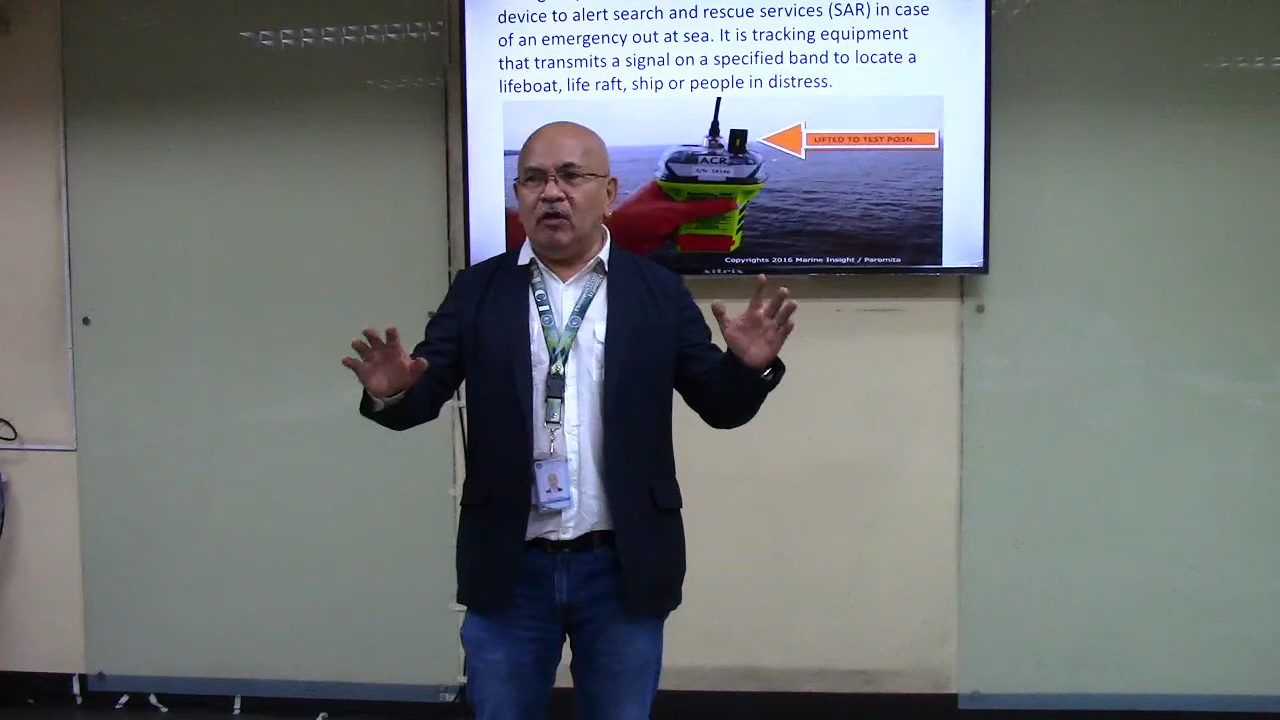 device to alert search and rescue services (SAR) in case
of an emergency out at sea. It is tracking equipment
that transmits a signal on a specified band to locate a
lifeboat, life raft, ship or people in distress.
LIFTED TO TEST POSN.
ACR
Copyrights 2016 Marine Insight / Paromita